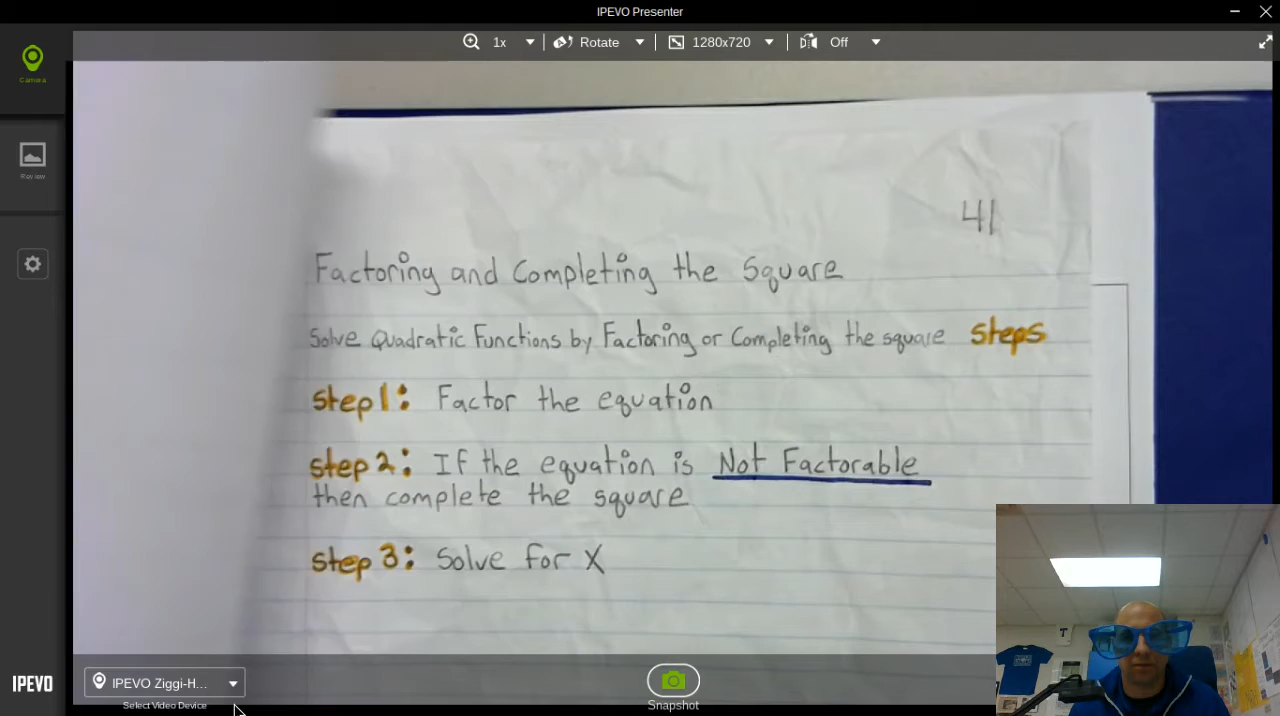 IPEVO Presenter
1x
Rotate
1280x720
Off
Camera
Review
41
Factoring and Completing the Square
Solve Quadratic Functions by Factoring or Completing the square steps
step 1: Factor the equation
step 2: If the equation is Not Factorable
then complete the square
step 3: Solve for X
IPEVO
IPEVO Ziggi-H...
Select Video Device
Snapshot